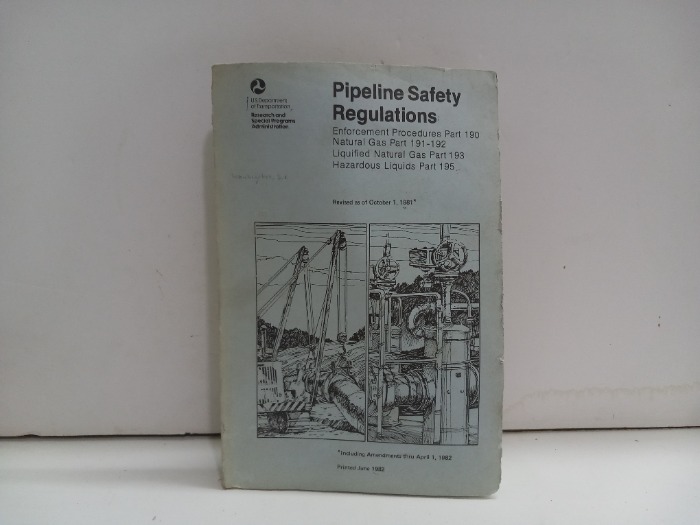 Pipeline Safety
Regulations
US Department
of Transportation
Research and
Special Programs
Administration
Enforcement Procedures Part 190
Natural Gas Part 191-192
Liquified Natural Gas Part 193
Hazardous Liquids Part 195
Revised as of October 1, 1981*
*Including Amendments thru April 1, 1982
Printed June 1982